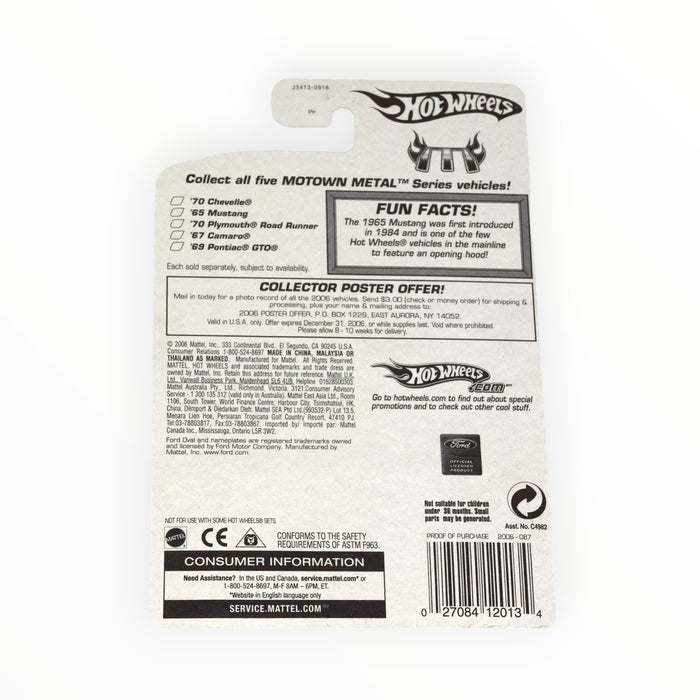 J3413-0916
HOT WHEELS
Collect all five MOTOWN METAL™ Series vehicles!
'70 Chevelle®
'65 Mustang
'70 Plymouth® Road Runner
'67 Camaro®
'69 Pontiac® GTO®
Each sold separately, subject to availability.
FUN FACTS!
The 1965 Mustang was first introduced
in 1984 and is one of the few
Hot Wheels® vehicles in the mainline
to feature an opening hood!
COLLECTOR POSTER OFFER!
Mail in today for a photo record of all the 2006 vehicles. Send $3.00 (check or money order) for shipping &
processing, plus your name & mailing address to:
2006 POSTER OFFER, P.O. BOX 1229, EAST AURORA, NY 14052.
Valid in U.S.A. only. Offer expires December 31, 2006, or while supplies last. Void where prohibited.
Please allow 8 - 10 weeks for delivery.
© 2006 Mattel, Inc., 333 Continental Blvd., El Segundo, CA 90245 U.S.A.
Consumer Relations 1-800-524-8697. MADE IN CHINA, MALAYSIA OR
THAILAND AS MARKED. Manufactured for Mattel. All Rights Reserved.
MATTEL, HOT WHEELS and associated trademarks and trade dress are
owned by Mattel, Inc. Retain this address for future reference: Mattel U.K.
Ltd., Vanwall Business Park, Maidenhead SL6 4UB. Helpline 01628500303.
Mattel Australia Pty., Ltd., Richmond, Victoria. 3121.Consumer Advisory
Service - 1 300 135 312 (valid only in Australia). Mattel East Asia Ltd., Room
1106, South Tower, World Finance Centre, Harbour City, Tsimshatsui, HK,
China. Diimport & Diedarkan Oleh: Mattel SEA Ptd Ltd.(993532-P) Lot 13.5,
Menara Lien Hoe, Persiaran Tropicana Golf Country Resort, 47410 PJ.
Tel:03-78803817, Fax:03-78803867. Imported by/ Importé par: Mattel
Canada Inc., Mississauga, Ontario L5R 3W2.
Ford Oval and nameplates are registered trademarks owned
and licensed by Ford Motor Company. Manufactured by
Mattel, Inc. www.ford.com.
HOT WHEELS
.COM
Go to hotwheels.com to find out about special
promotions and to check out other cool stuff.
Ford
OFFICIAL
LICENSED
PRODUCT
Not suitable for children
under 36 months. Small
parts may be generated.
Asst. No. C4982
NOT FOR USE WITH SOME HOT WHEELS® SETS.
MATTEL
CE
CONFORMS TO THE SAFETY
REQUIREMENTS OF ASTM F963.
CONSUMER INFORMATION
Need Assistance? In the US and Canada, service.mattel.com* or
1-800-524-8697, M-F 8AM – 6PM, ET.
*Website in English language only
SERVICE.MATTEL.COM
PROOF OF PURCHASE 2006 - 087
0 27084 12013 4